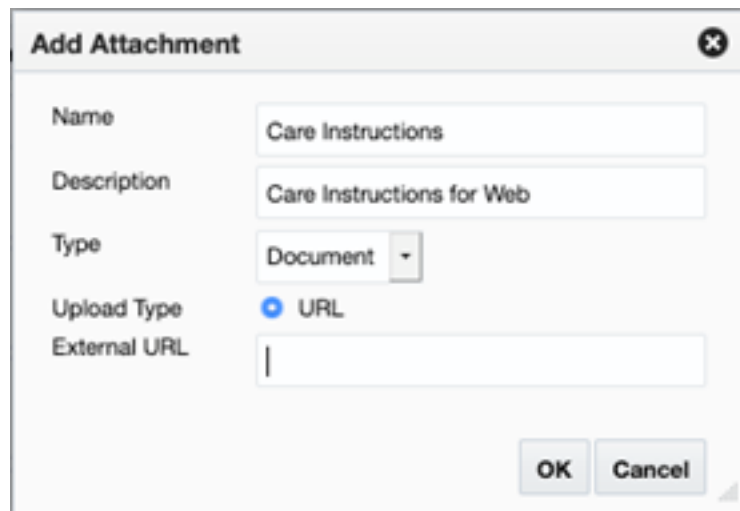 Add Attachment
Name Care Instructions
Description Care Instructions for Web
Type Document
Upload Type URL
External URL
OK Cancel